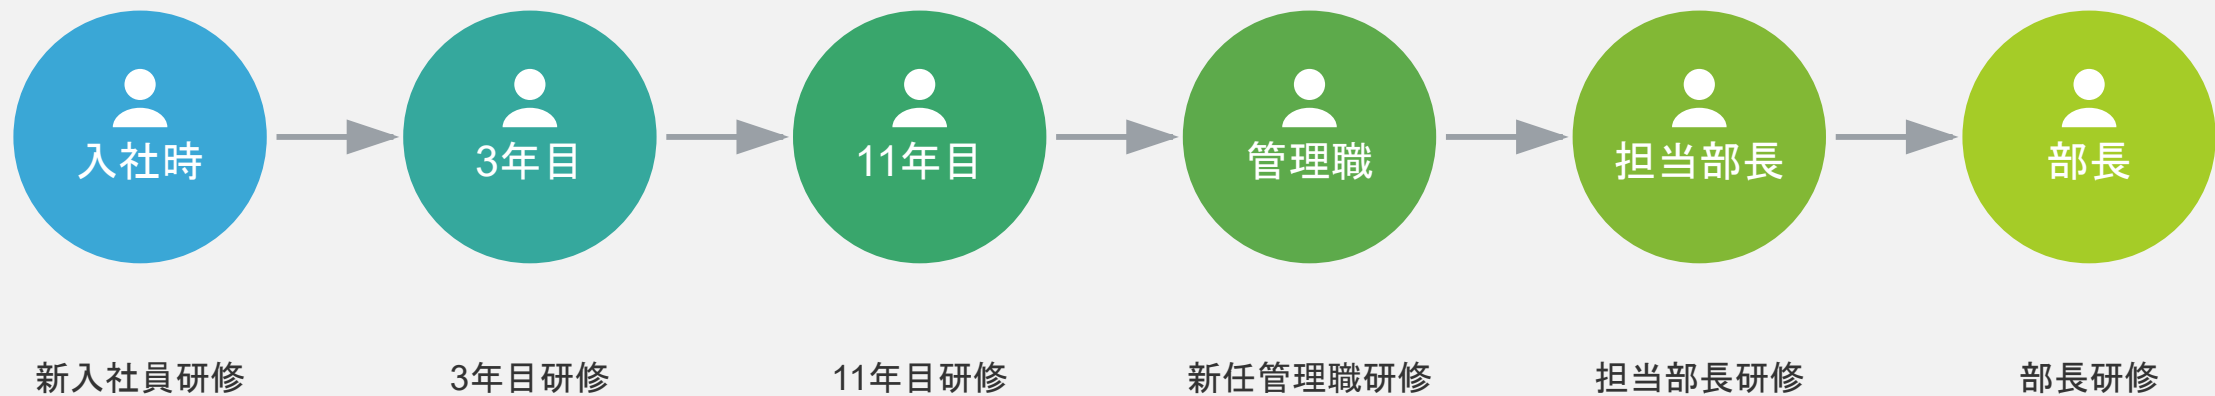 入社時
3年目
11年目
管理職
担当部長
部長
新入社員研修
3年目研修
11年目研修
新任管理職研修
担当部長研修
部長研修